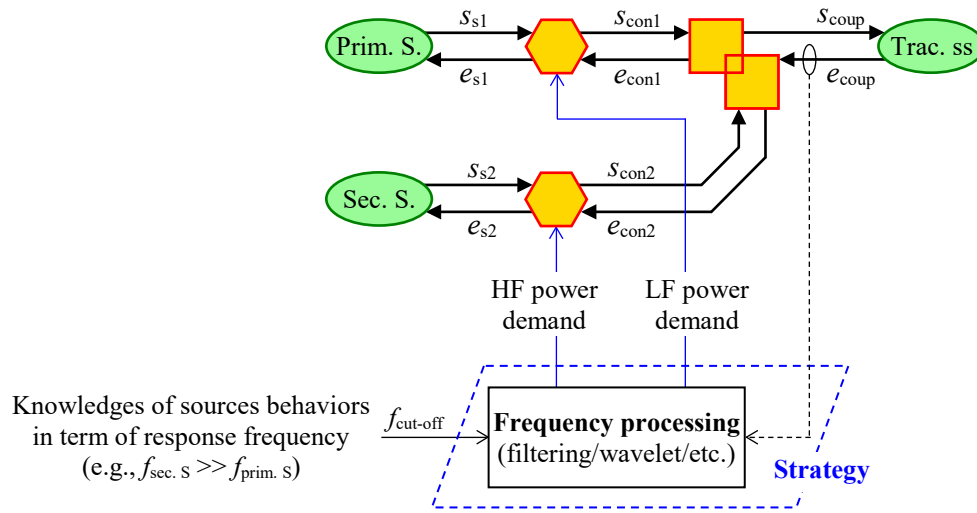 s_s1
s_con1
s_coup
Prim. S.
Trac. ss
e_s1
e_con1
e_coup
s_s2
s_con2
Sec. S.
e_s2
e_con2
HF power
demand
LF power
demand
Knowledges of sources behaviors
in term of response frequency
(e.g., f_sec. S >> f_prim. S)
f_cut-off
Frequency processing
(filtering/wavelet/etc.)
Strategy